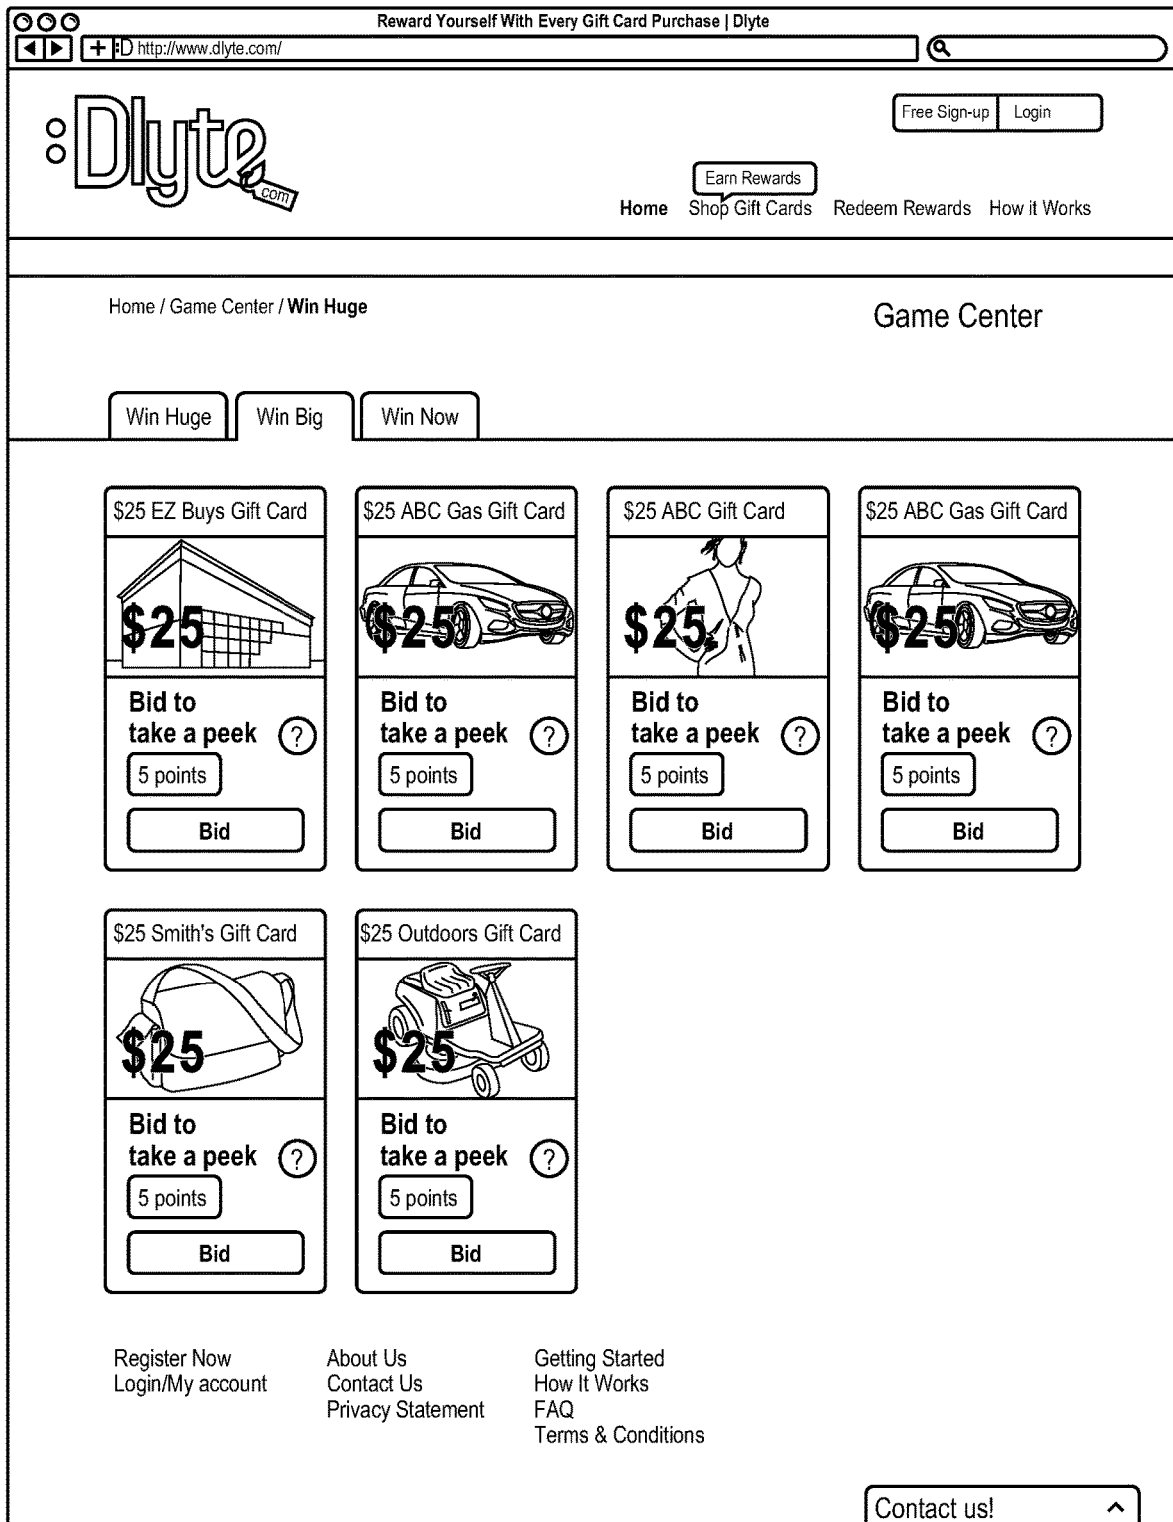 Reward Yourself With Every Gift Card Purchase | Dlyte
:D http://www.dlyte.com/
:Dlyte
.com
Free Sign-up Login
Earn Rewards
Home Shop Gift Cards Redeem Rewards How it Works
Home / Game Center / Win Huge
Game Center
Win Huge Win Big Win Now
$25 EZ Buys Gift Card $25 ABC Gas Gift Card $25 ABC Gift Card $25 ABC Gas Gift Card
$25 $25 $25 $25
Bid to Bid to Bid to Bid to
take a peek ? take a peek ? take a peek ? take a peek ?
5 points 5 points 5 points 5 points
Bid Bid Bid Bid
$25 Smith's Gift Card $25 Outdoors Gift Card
$25 $25
Bid to Bid to
take a peek ? take a peek ?
5 points 5 points
Bid Bid
Register Now About Us Getting Started
Login/My account Contact Us How It Works
Privacy Statement FAQ
Terms & Conditions
Contact us!